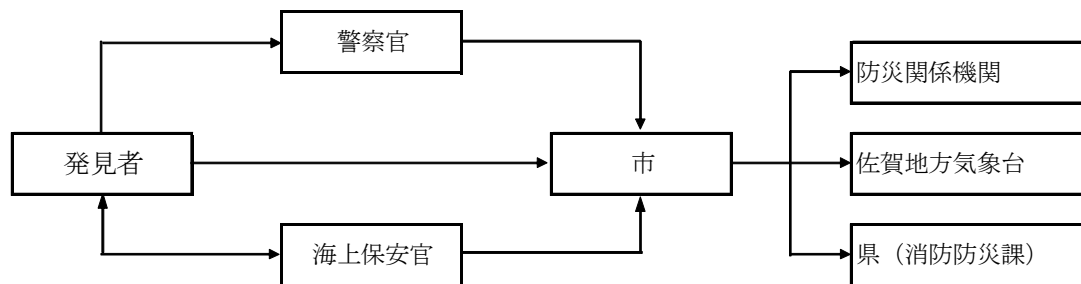 警察官
防災関係機関
発見者
市
佐賀地方気象台
海上保安官
県（消防防災課）